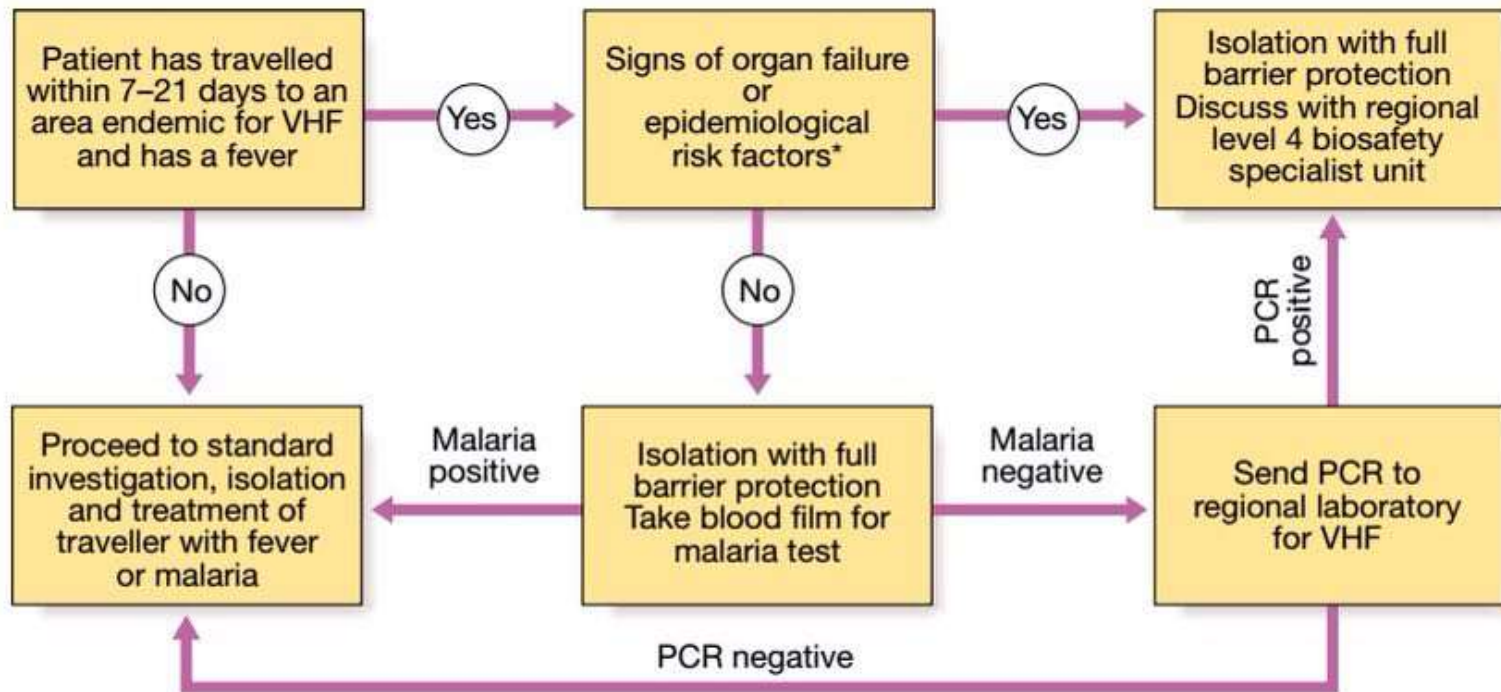 Patient has travelled
within 7–21 days to an
area endemic for VHF
and has a fever
Yes
Signs of organ failure
or
epidemiological
risk factors*
Yes
Isolation with full
barrier protection
Discuss with regional
level 4 biosafety
specialist unit
No
No
PCR
positive
Proceed to standard
investigation, isolation
and treatment of
traveller with fever
or malaria
Malaria
positive
Isolation with full
barrier protection
Take blood film for
malaria test
Malaria
negative
Send PCR to
regional laboratory
for VHF
PCR negative